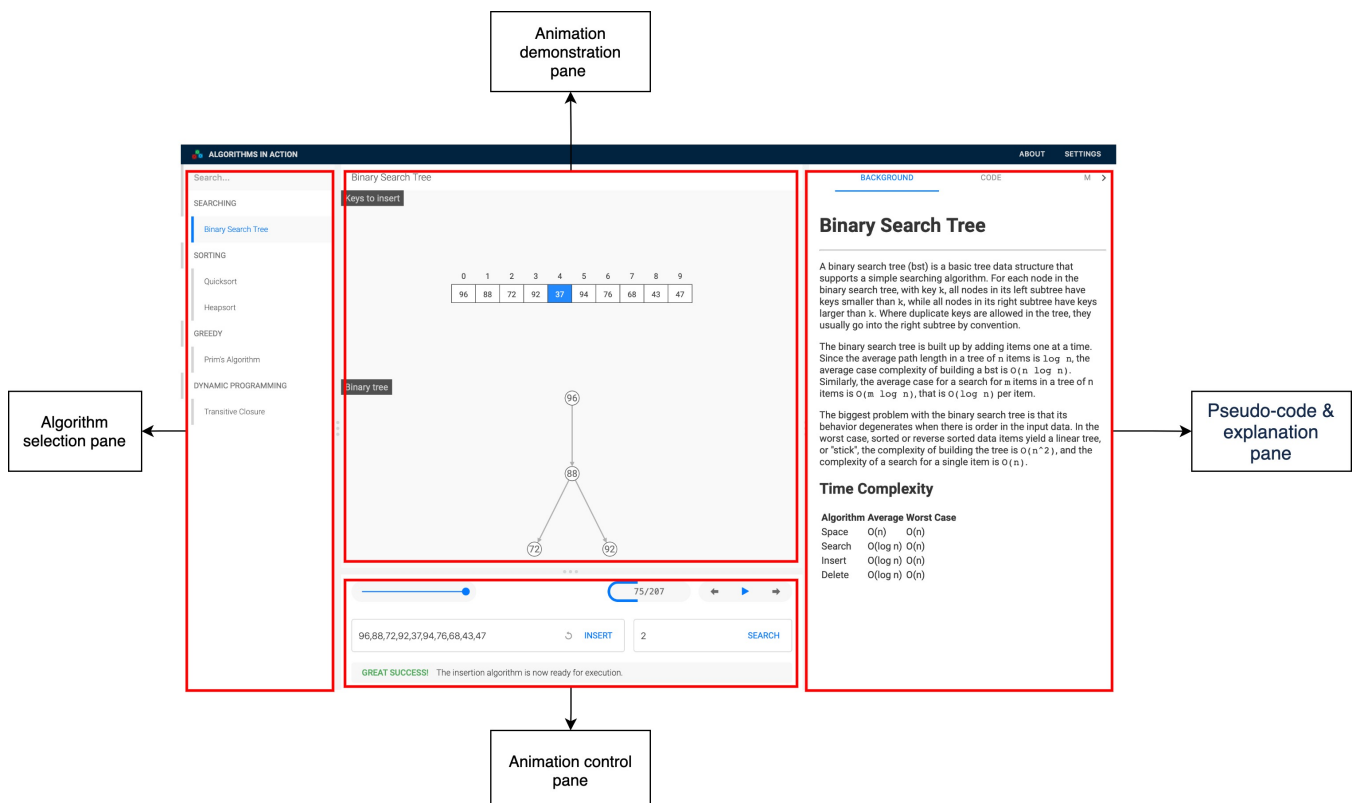 Animation
demonstration
pane
ALGORITHMS IN ACTION
ABOUT
SETTINGS
Search...
SEARCHING
Binary Search Tree
SORTING
Quicksort
Heapsort
GREEDY
Prim's Algorithm
DYNAMIC PROGRAMMING
Transitive Closure
Algorithm
selection pane
Binary Search Tree
Keys to insert
0 1 2 3 4 5 6 7 8 9
96 88 72 92 37 94 76 68 43 47
Binary tree
96
88
72 92
75/207
96,88,72,92,37,94,76,68,43,47
INSERT
2
SEARCH
GREAT SUCCESS! The insertion algorithm is now ready for execution.
Animation control
pane
BACKGROUND
CODE
M
Binary Search Tree
A binary search tree (bst) is a basic tree data structure that
supports a simple searching algorithm. For each node in the
binary search tree, with key k, all nodes in its left subtree have
keys smaller than k, while all nodes in its right subtree have keys
larger than k. Where duplicate keys are allowed in the tree, they
usually go into the right subtree by convention.
The binary search tree is built up by adding items one at a time.
Since the average path length in a tree of n items is log n, the
average case complexity of building a bst is O(n log n).
Similarly, the average case for a search for m items in a tree of n
items is O(m log n), that is O(log n) per item.
The biggest problem with the binary search tree is that its
behavior degenerates when there is order in the input data. In the
worst case, sorted or reverse sorted data items yield a linear tree,
or "stick", the complexity of building the tree is O(n^2), and the
complexity of a search for a single item is O(n).
Time Complexity
Algorithm Average Worst Case
Space O(n) O(n)
Search O(log n) O(n)
Insert O(log n) O(n)
Delete O(log n) O(n)
Pseudo-code &
explanation
pane